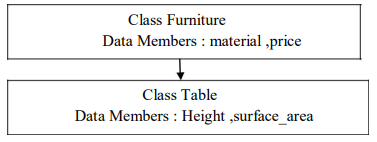 Class Furniture
Data Members : material ,price
Class Table
Data Members : Height ,surface_area